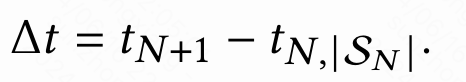 Δt = t_{N+1} − t_{N,|𝒮_N|}.